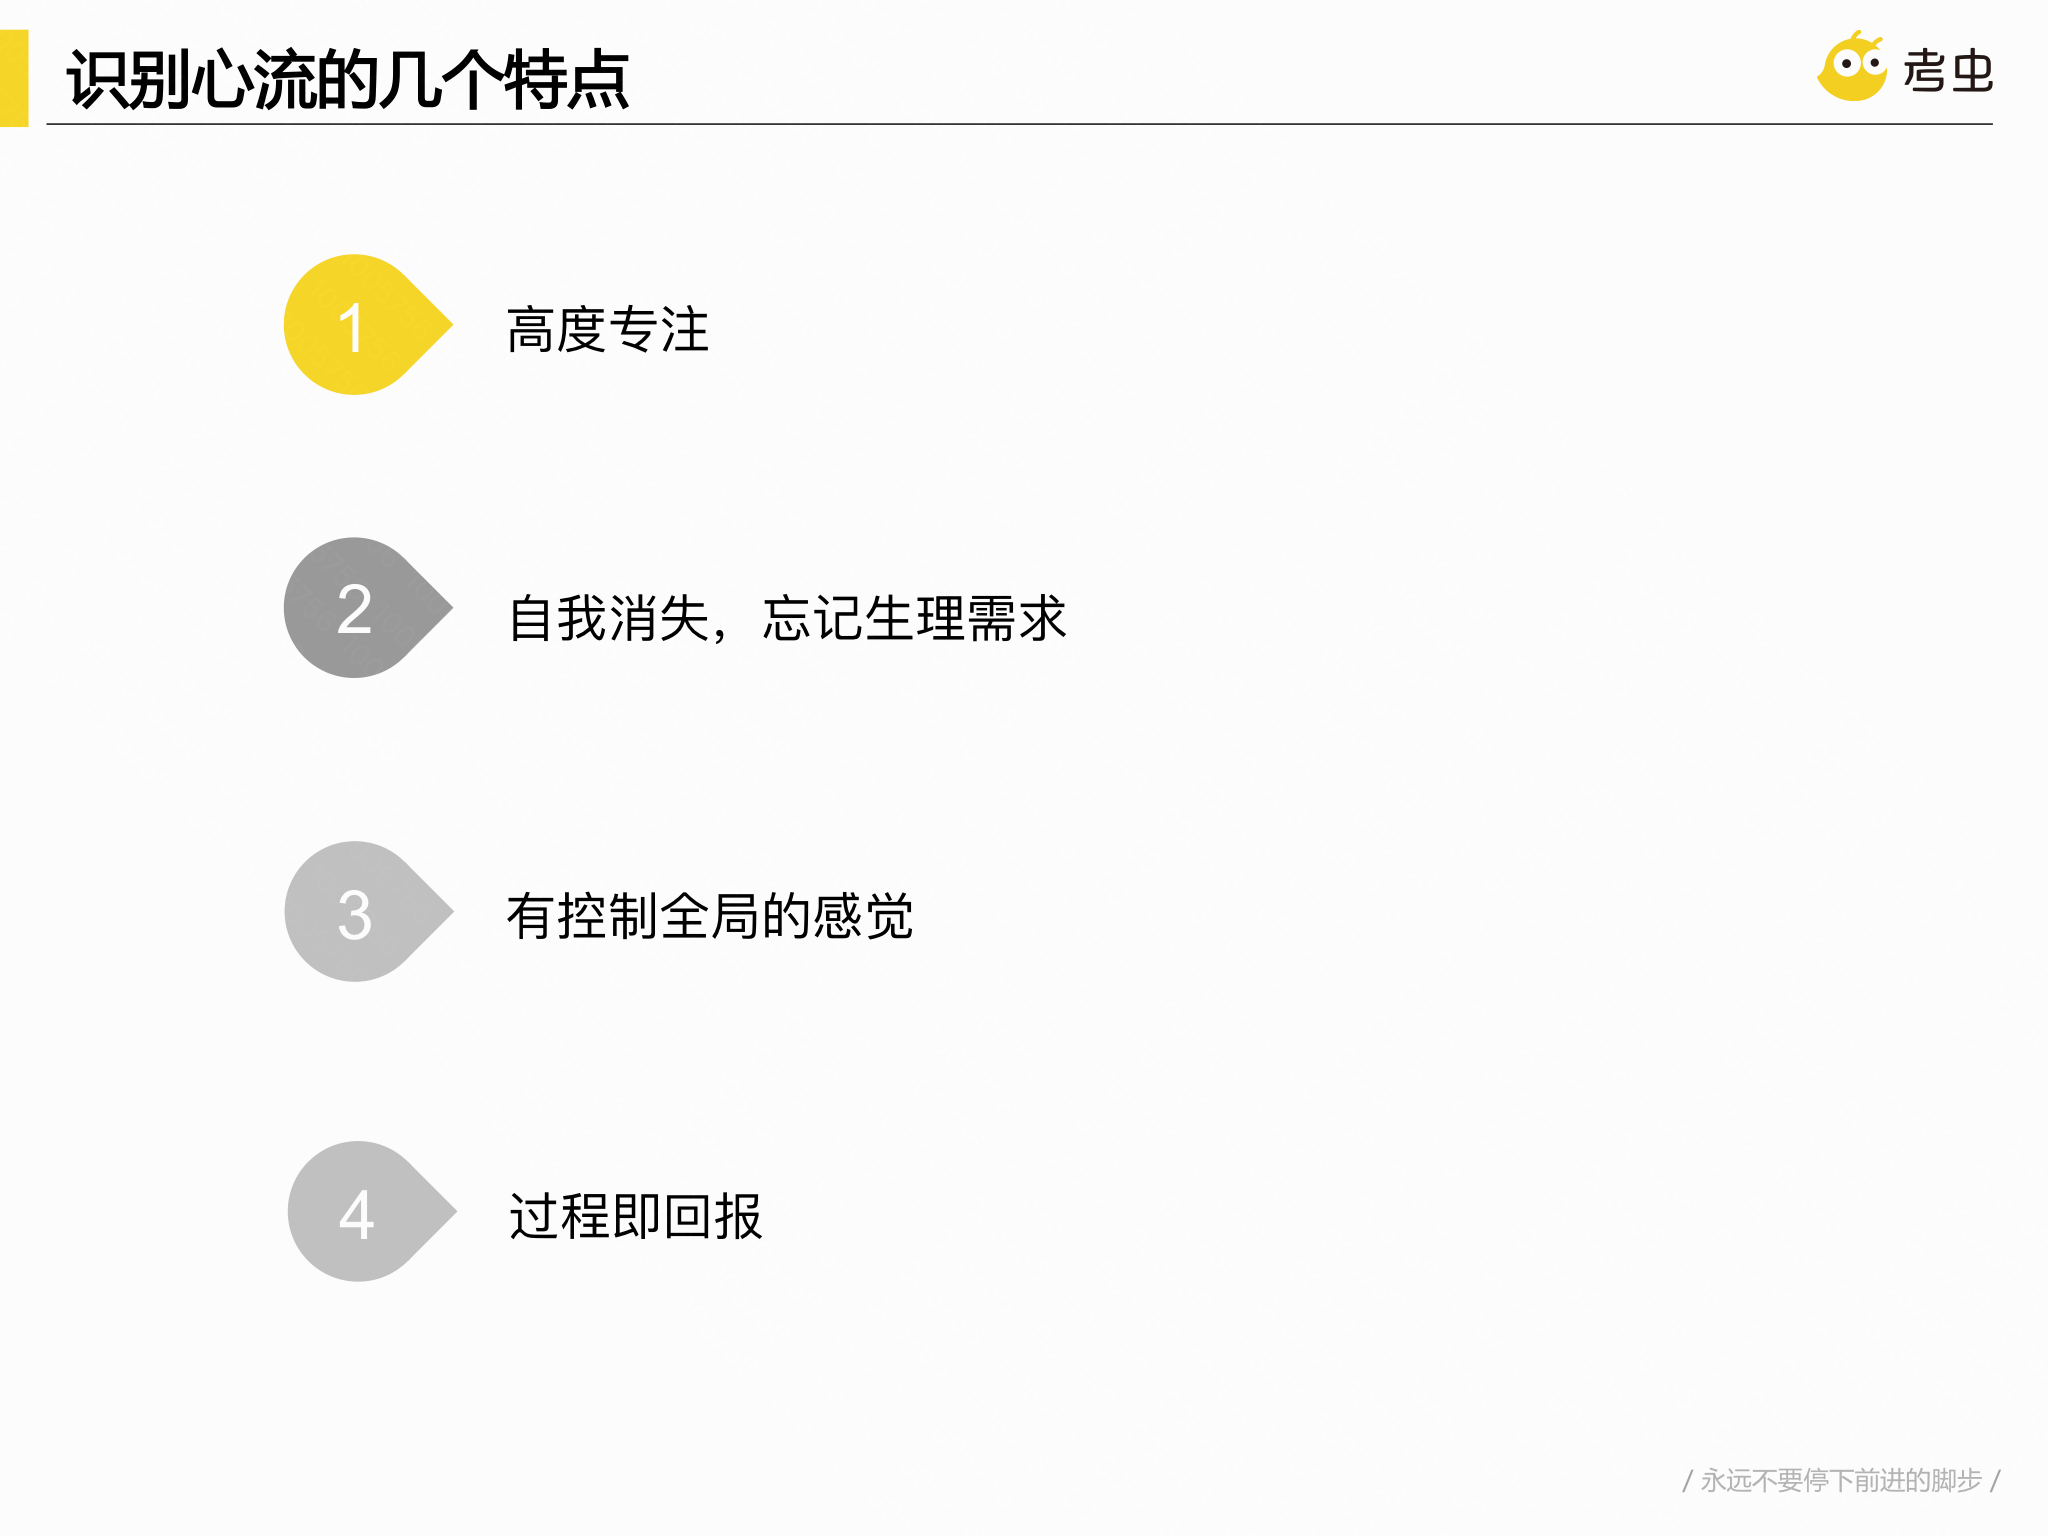 识别心流的几个特点
考虫
1
高度专注
2
自我消失，忘记生理需求
3
有控制全局的感觉
4
过程即回报
/ 永远不要停下前进的脚步 /